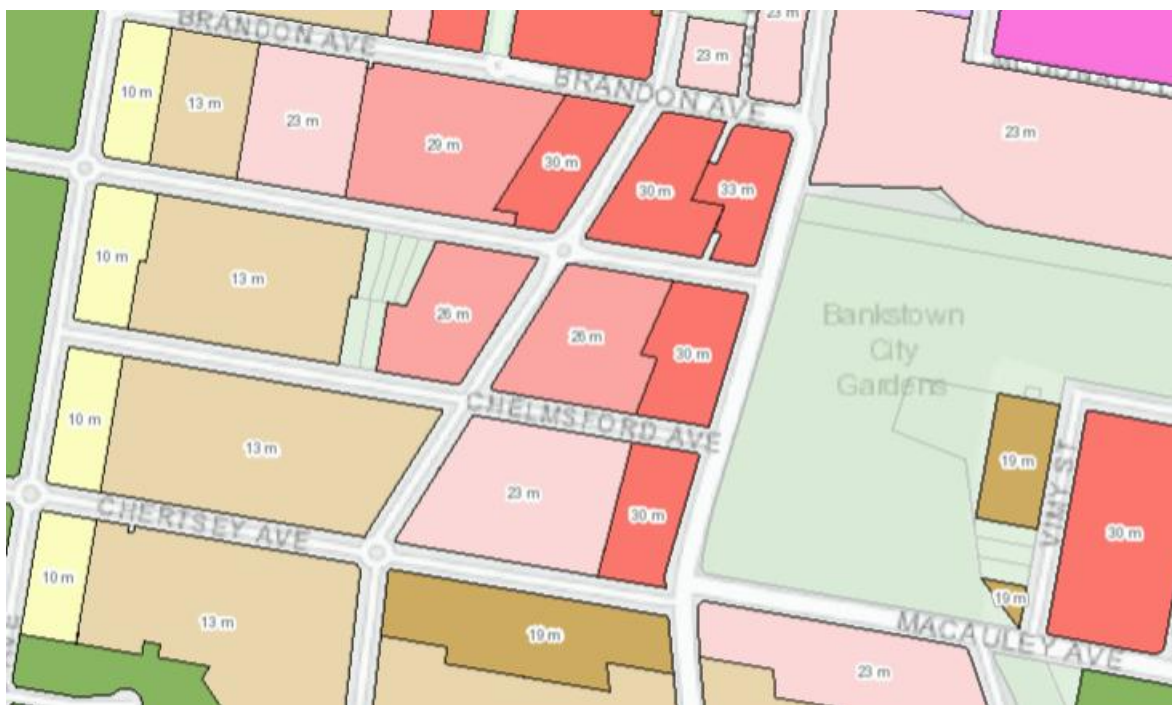 BRANDON AVE
23 m
23 m
BRANDON AVE
10 m
13 m
23 m
29 m
30 m
30 m
33 m
23 m
10 m
13 m
26 m
26 m
30 m
Bankstown
City
Gardens
CHELMSFORD AVE
10 m
13 m
23 m
30 m
19 m
VIMY ST
30 m
CHERTSEY AVE
10 m
13 m
19 m
19 m
MACAULEY AVE
23 m